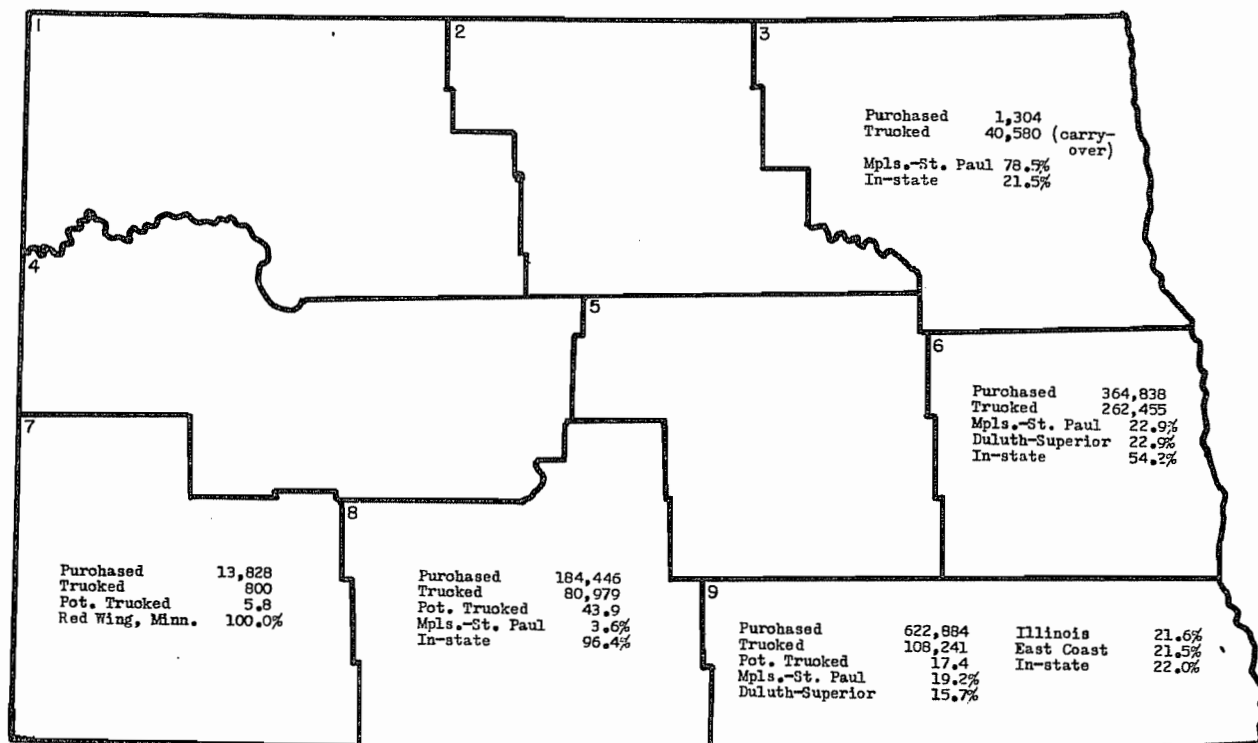 1
2
3
Purchased 1,304
Trucked 40,580 (carry-
over)
Mpls.-St. Paul 78.5%
In-state 21.5%
4
5
6
Purchased 364,838
Trucked 262,455
Mpls.-St. Paul 22.9%
Duluth-Superior 22.9%
In-state 54.2%
7
Purchased 13,828
Trucked 800
Pot. Trucked 5.8
Red Wing, Minn. 100.0%
8
Purchased 184,446
Trucked 80,979
Pot. Trucked 43.9
Mpls.-St. Paul 3.6%
In-state 96.4%
9
Purchased 622,884
Trucked 108,241
Pot. Trucked 17.4
Mpls.-St. Paul 19.2%
Duluth-Superior 15.7%
Illinois 21.6%
East Coast 21.5%
In-state 22.0%